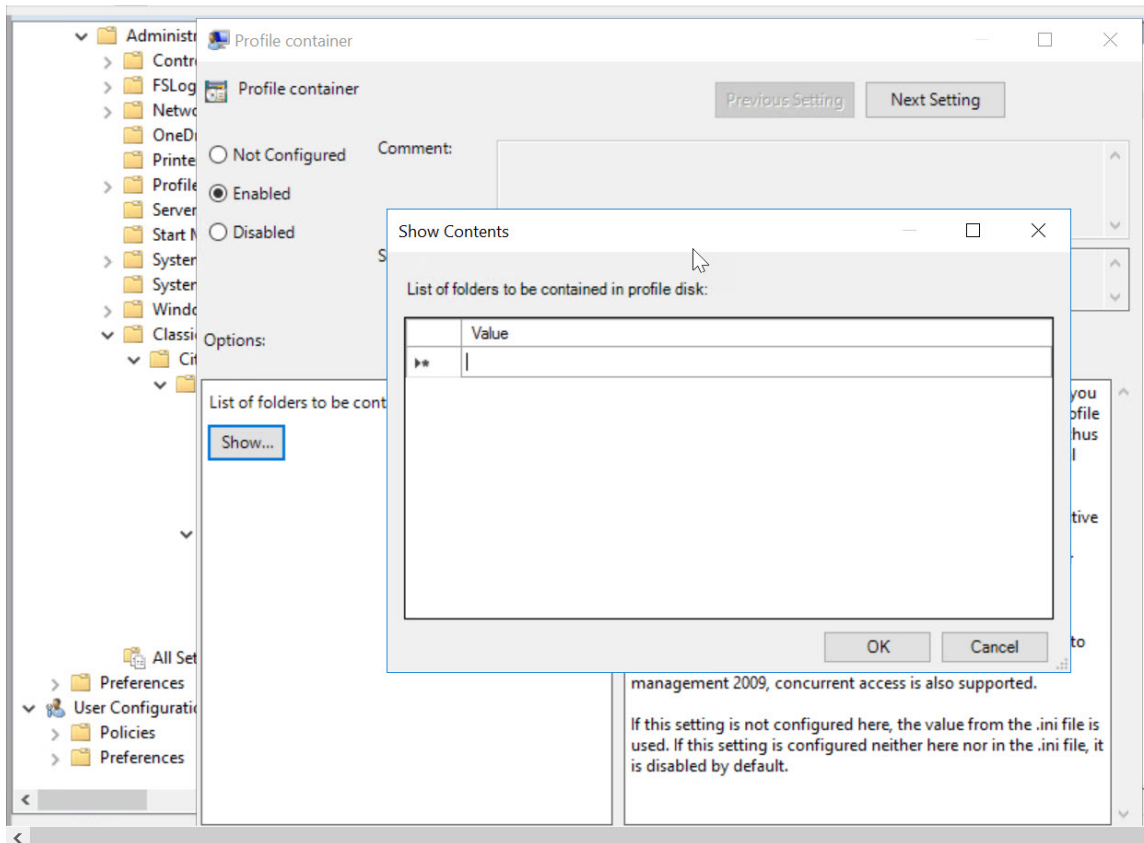 Administr
Profile container
Contr
FSLog
Profile container
Previous Setting
Next Setting
Netwo
OneDr
Printe
Not Configured
Comment:
Profile
Enabled
Server
Start M
Disabled
Show Contents
System
S
List of folders to be contained in profile disk:
System
Windo
Value
Classic
Options:
Cit
List of folders to be cont
you
ofile
Show...
hus
l
tive
r
OK
Cancel
to
All Set
Preferences
management 2009, concurrent access is also supported.
User Configuratio
If this setting is not configured here, the value from the .ini file is
Policies
used. If this setting is configured neither here nor in the .ini file, it
Preferences
is disabled by default.